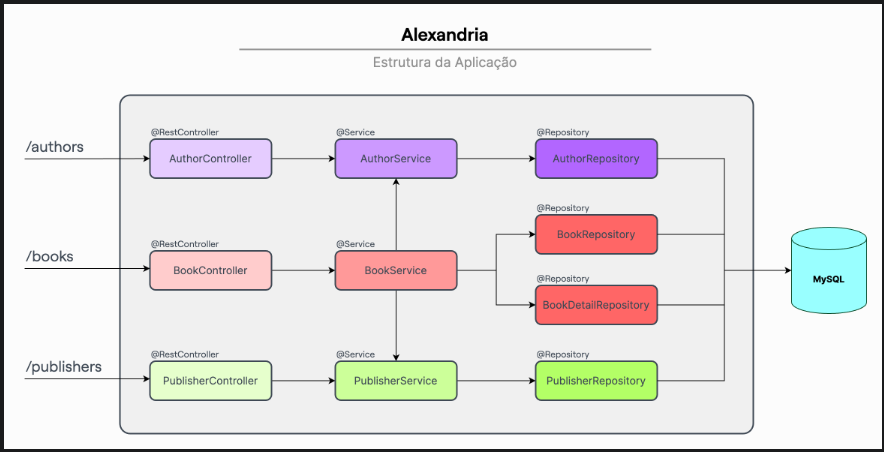 Alexandria
Estrutura da Aplicação
/authors
@RestController
AuthorController
@Service
AuthorService
@Repository
AuthorRepository
/books
@RestController
BookController
@Service
BookService
@Repository
BookRepository
@Repository
BookDetailRepository
MySQL
/publishers
@RestController
PublisherController
@Service
PublisherService
@Repository
PublisherRepository